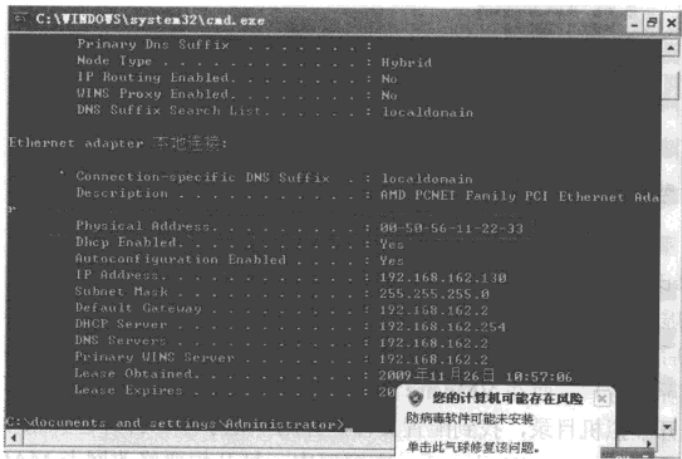 C:\WINDOWS\system32\cmd.exe
Primary Dns Suffix . . . . . . . :
Node Type . . . . . . . . . . . . : Hybrid
IP Routing Enabled. . . . . . . . : No
WINS Proxy Enabled. . . . . . . . : No
DNS Suffix Search List. . . . . . : localdomain
Ethernet adapter 本地连接:
Connection-specific DNS Suffix . : localdomain
Description . . . . . . . . . . . : AMD PCNET Family PCI Ethernet Ada
r
Physical Address. . . . . . . . . : 00-50-56-11-22-33
Dhcp Enabled. . . . . . . . . . . : Yes
Autoconfiguration Enabled . . . . : Yes
IP Address. . . . . . . . . . . . : 192.168.162.130
Subnet Mask . . . . . . . . . . . : 255.255.255.0
Default Gateway . . . . . . . . . : 192.168.162.2
DHCP Server . . . . . . . . . . . : 192.168.162.254
DNS Servers . . . . . . . . . . . : 192.168.162.2
Primary WINS Server . . . . . . . : 192.168.162.2
Lease Obtained. . . . . . . . . . : 2009年11月26日 10:57:06
Lease Expires . . . . . . . . . . : 20
C:\documents and settings\Administrator>
您的计算机可能存在风险
防病毒软件可能未安装
单击此气球修复该问题。